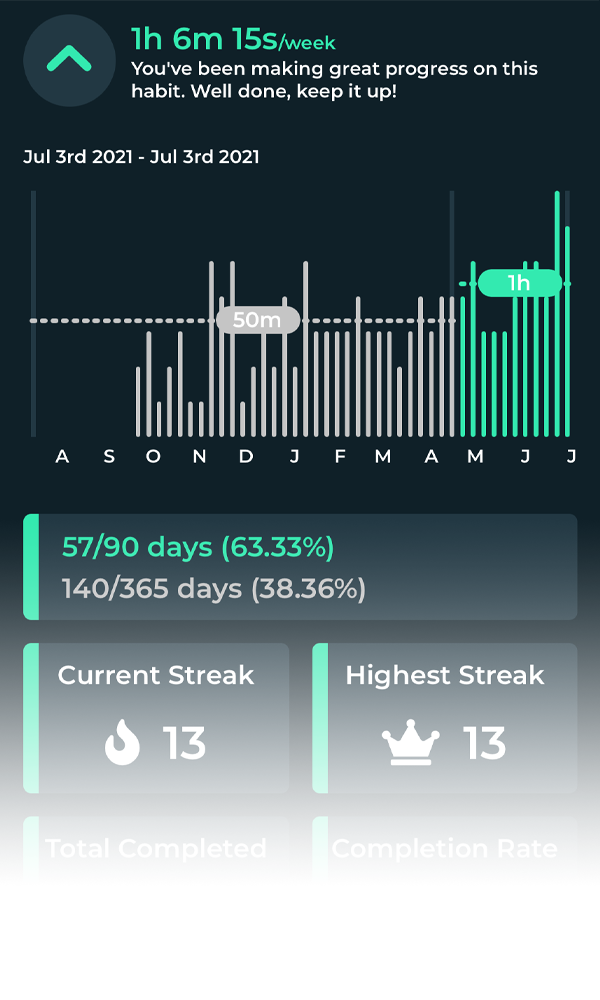 1h 6m 15s/week
You've been making great progress on this
habit. Well done, keep it up!
Jul 3rd 2021 - Jul 3rd 2021
1h
50m
A S O N D J F M A M J J
57/90 days (63.33%)
140/365 days (38.36%)
Current Streak
13
Highest Streak
13
Total Completed
Completion Rate